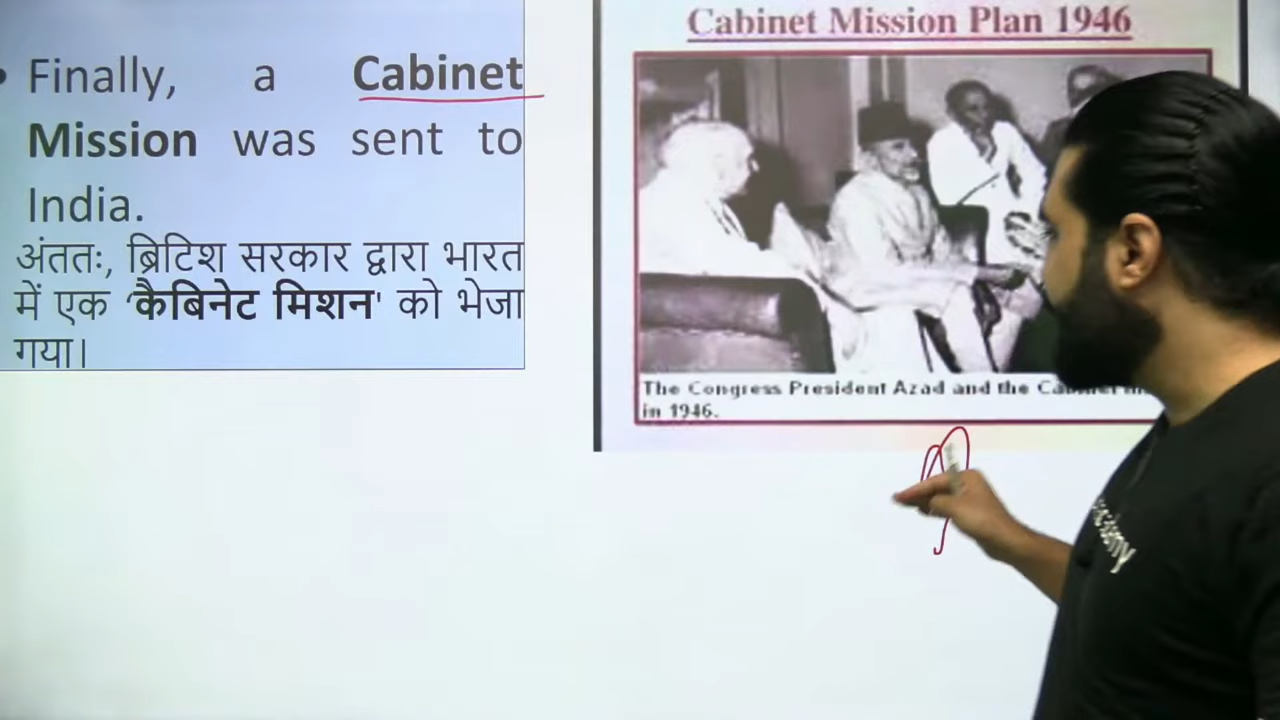 • Finally, a Cabinet
Mission was sent to
India.
अंततः, ब्रिटिश सरकार द्वारा भारत
में एक 'कैबिनेट मिशन' को भेजा
गया।
Cabinet Mission Plan 1946
The Congress President Azad and the Cabinet
in 1946.